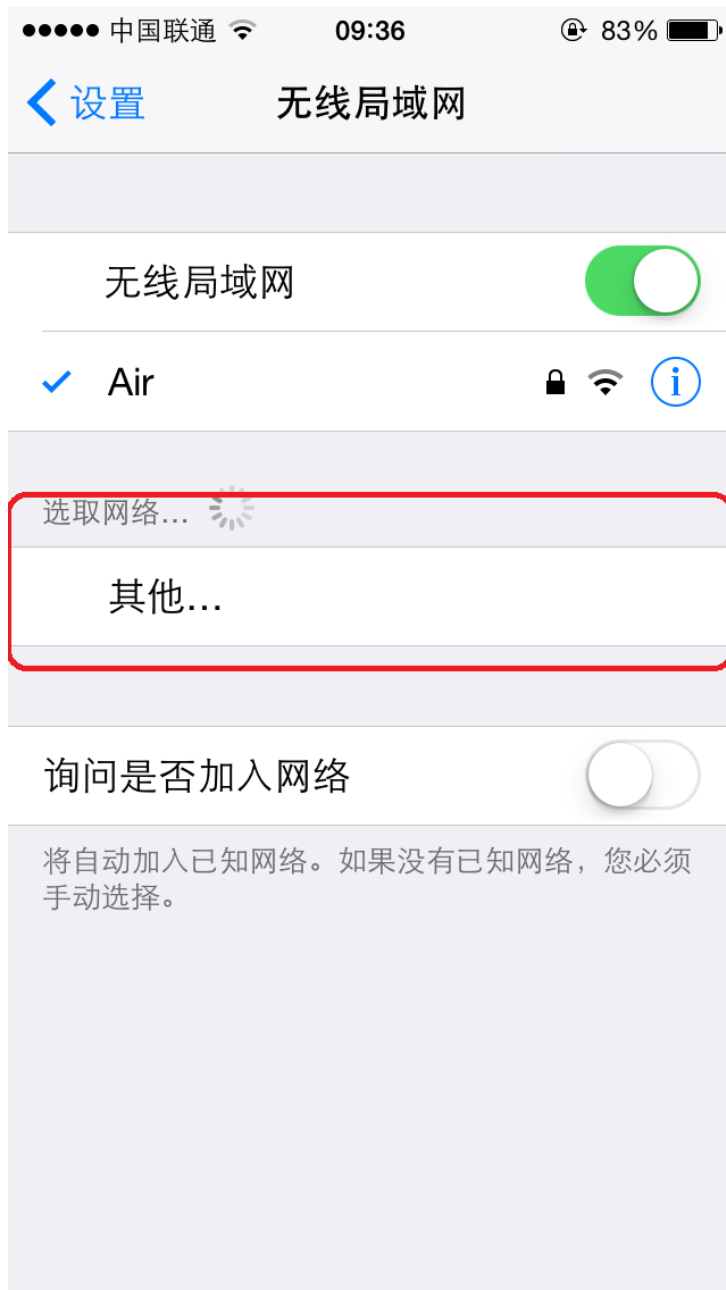 中国联通 09:36 83%
设置 无线局域网
无线局域网
Air
选取网络...
其他...
询问是否加入网络
将自动加入已知网络。如果没有已知网络，您必须
手动选择。